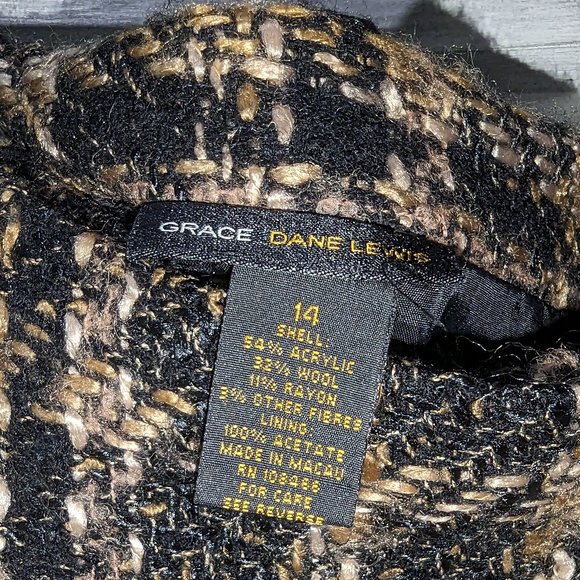 GRACE DANE LEWIS
14
SHELL:
54% ACRYLIC
32% WOOL
11% RAYON
3% OTHER FIBRES
LINING:
100% ACETATE
MADE IN MACAU
RN 109466
FOR CARE
SEE REVERSE